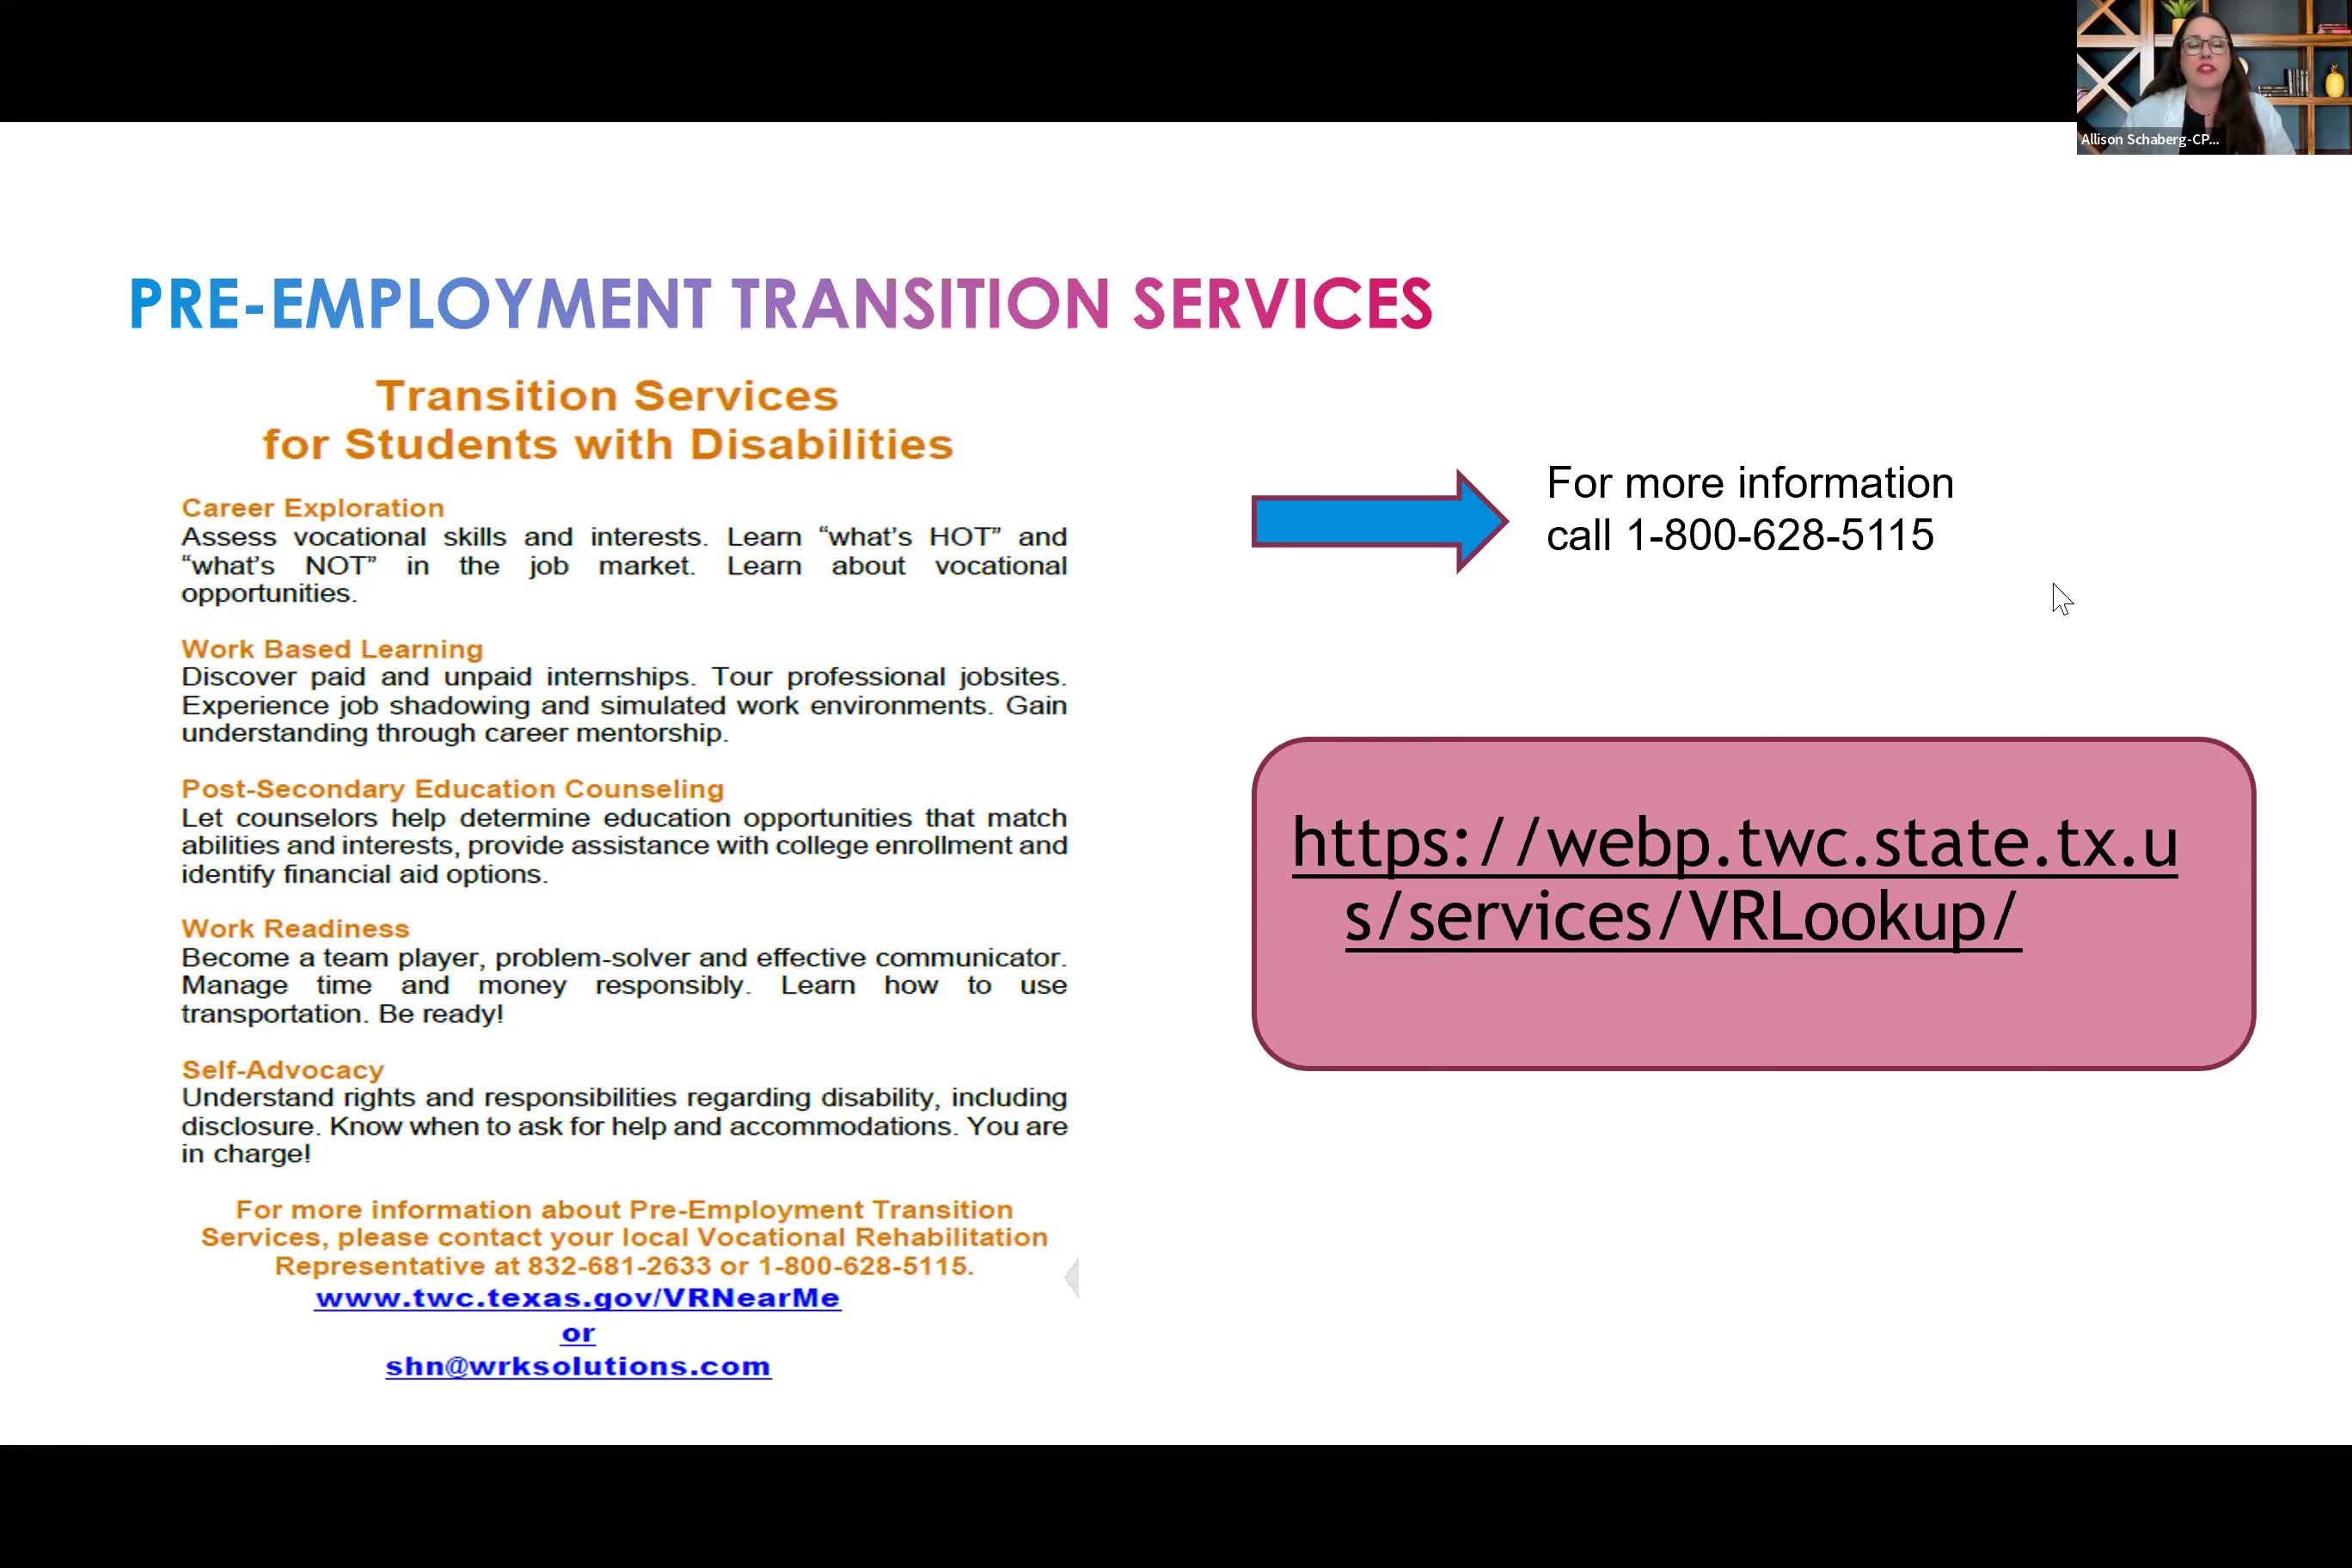 Allison Schaberg-CP...
PRE-EMPLOYMENT TRANSITION SERVICES
Transition Services
for Students with Disabilities
Career Exploration
Assess vocational skills and interests. Learn “what’s HOT” and
“what’s NOT” in the job market. Learn about vocational
opportunities.
Work Based Learning
Discover paid and unpaid internships. Tour professional jobsites.
Experience job shadowing and simulated work environments. Gain
understanding through career mentorship.
Post-Secondary Education Counseling
Let counselors help determine education opportunities that match
abilities and interests, provide assistance with college enrollment and
identify financial aid options.
Work Readiness
Become a team player, problem-solver and effective communicator.
Manage time and money responsibly. Learn how to use
transportation. Be ready!
Self-Advocacy
Understand rights and responsibilities regarding disability, including
disclosure. Know when to ask for help and accommodations. You are
in charge!
For more information about Pre-Employment Transition
Services, please contact your local Vocational Rehabilitation
Representative at 832-681-2633 or 1-800-628-5115.
www.twc.texas.gov/VRNearMe
or
shn@wrksolutions.com
For more information
call 1-800-628-5115
https://webp.twc.state.tx.u
s/services/VRLookup/